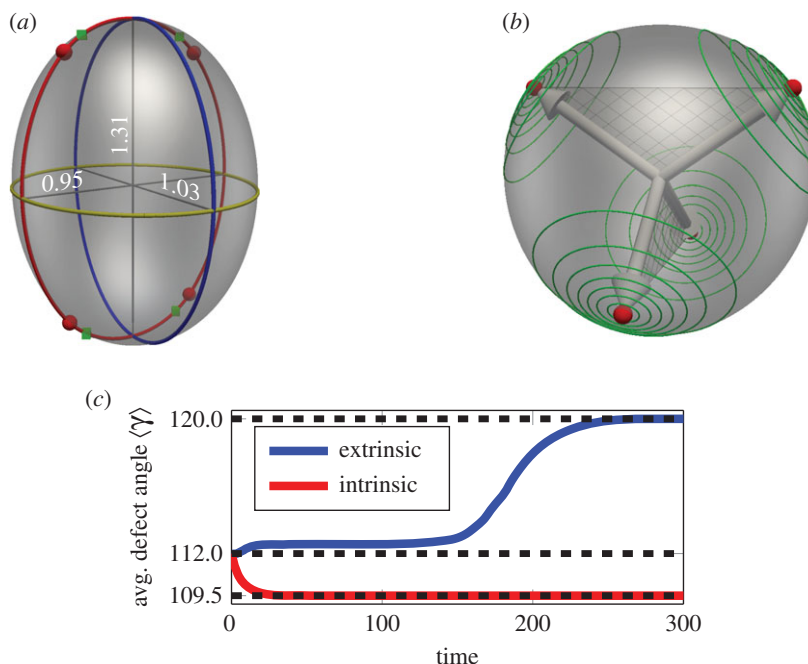 (a)
(b)
1.31
0.95
1.03
(c)
avg. defect angle ⟨γ⟩
120.0
112.0
109.5
extrinsic
intrinsic
0
100
200
300
time